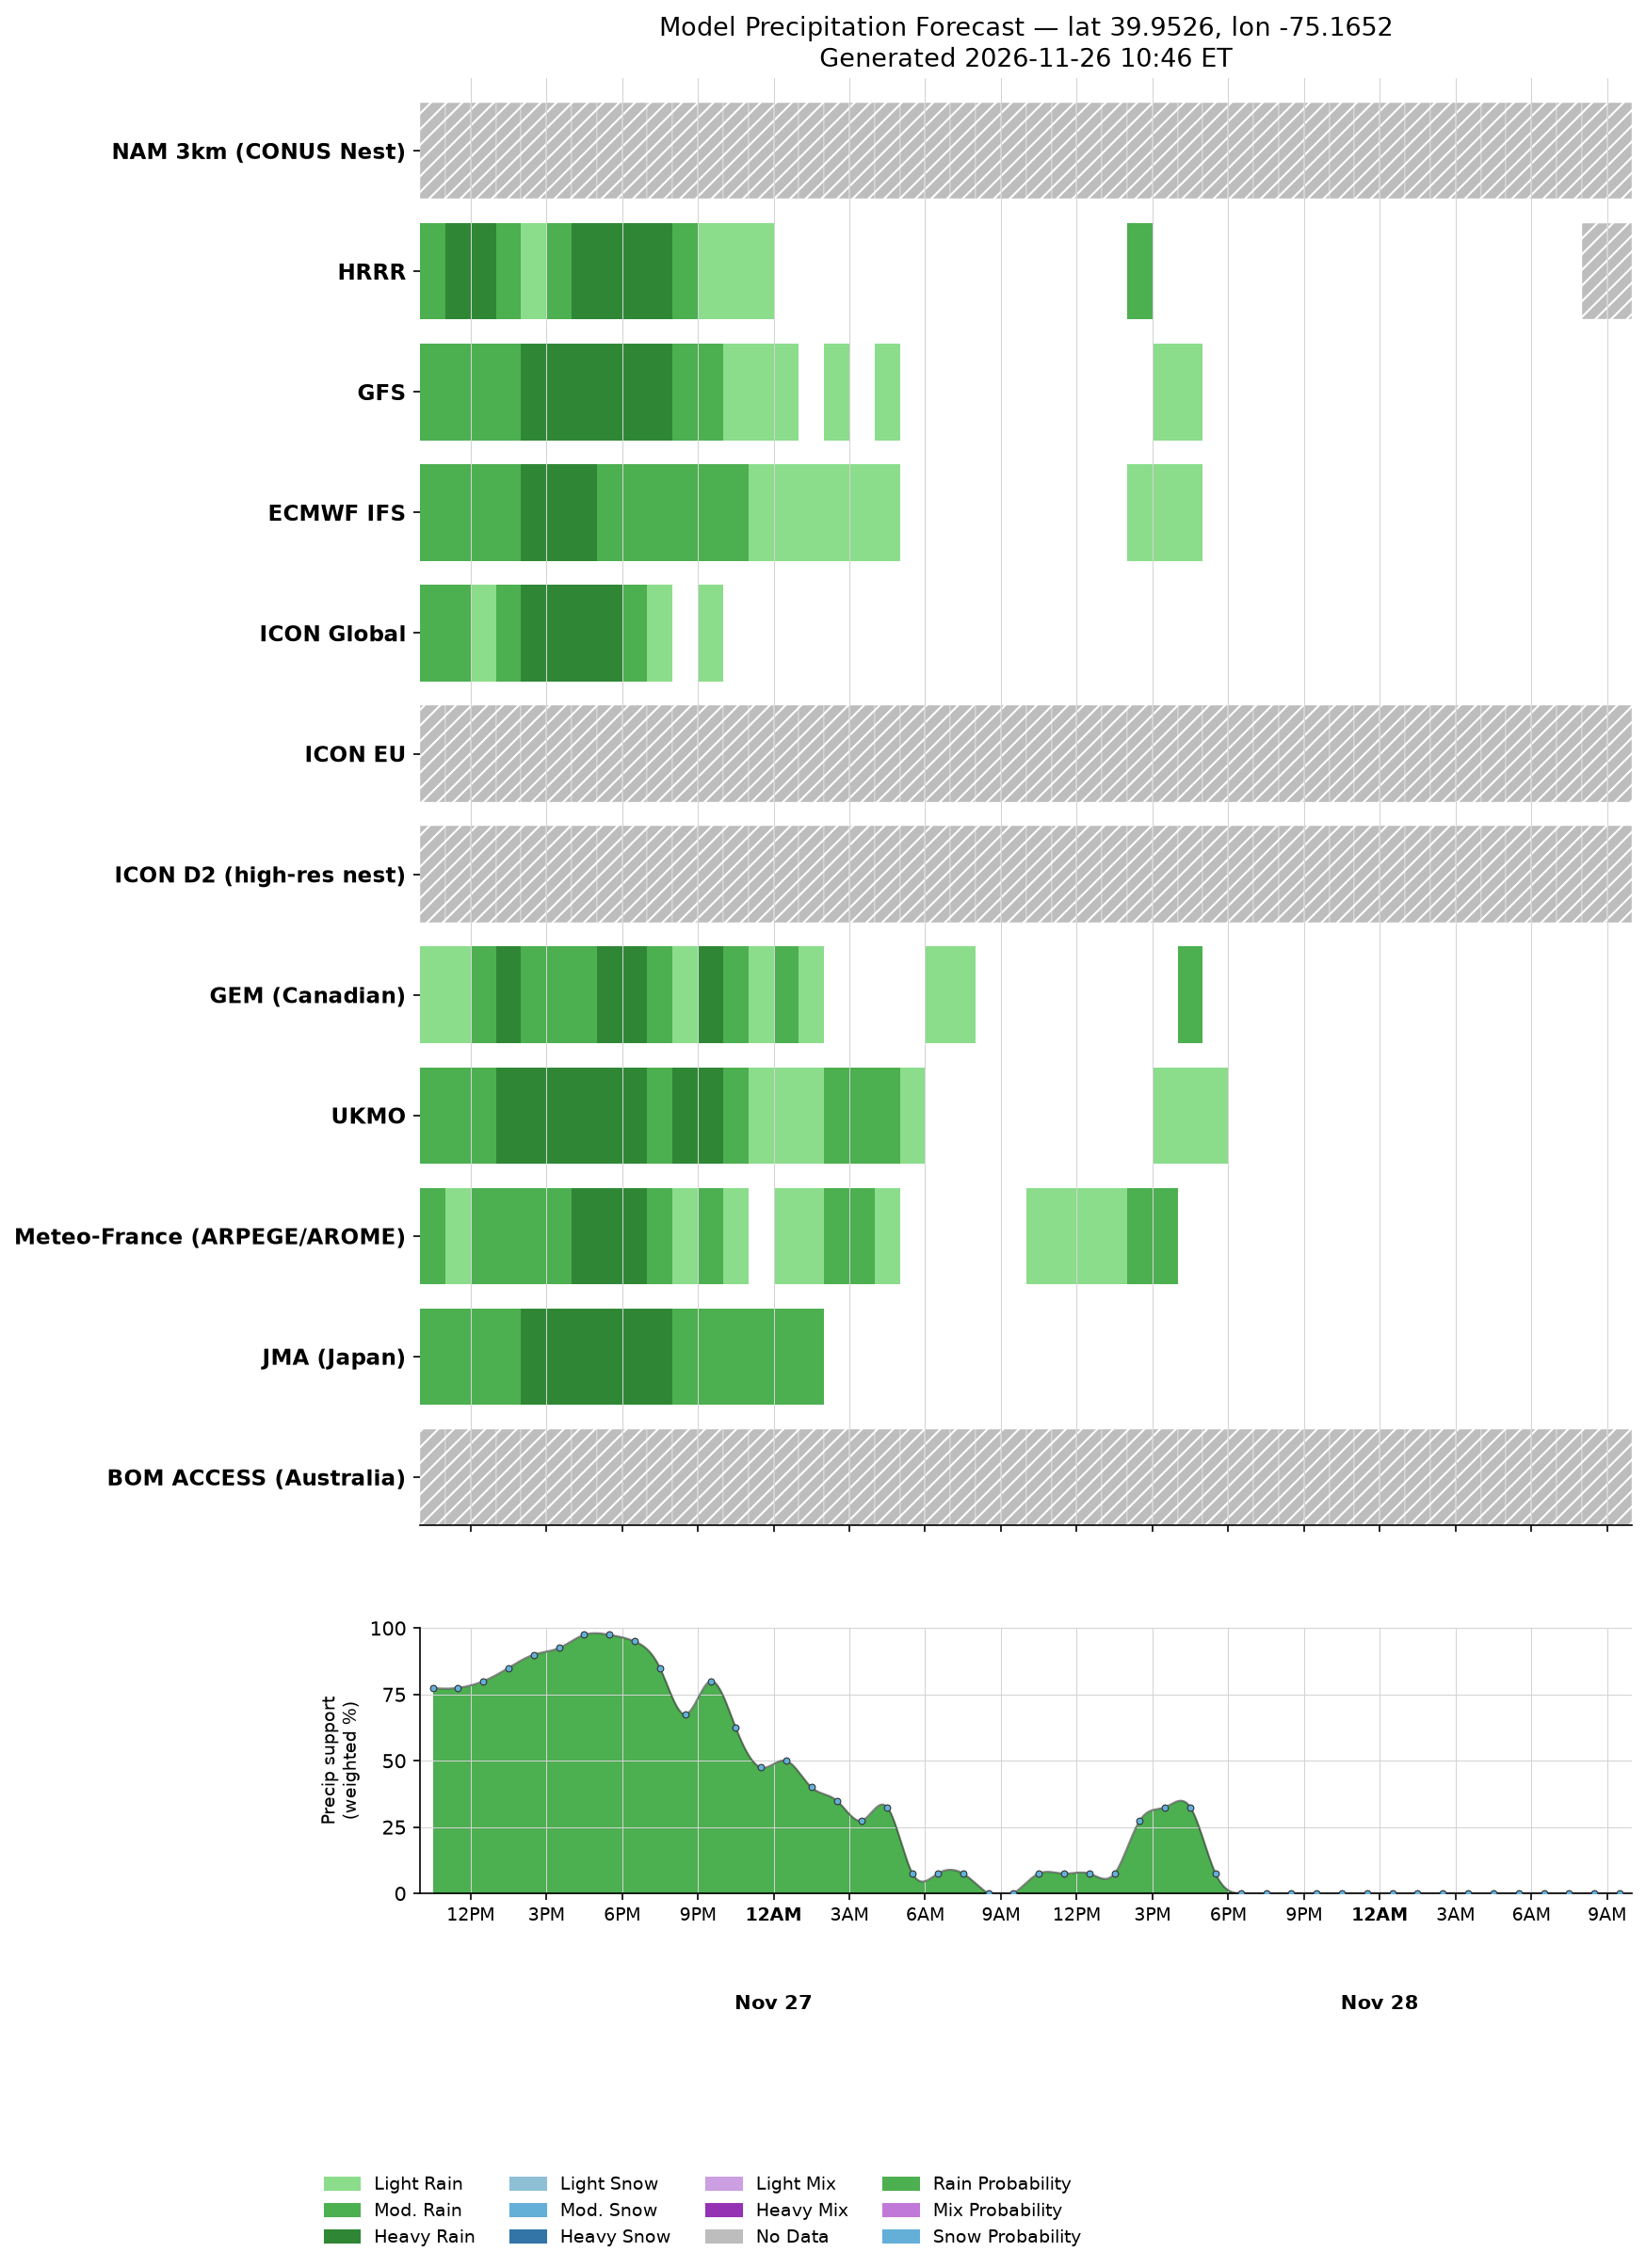 Model Precipitation Forecast — lat 39.9526, lon -75.1652
Generated 2026-11-26 10:46 ET
NAM 3km (CONUS Nest)
HRRR
GFS
ECMWF IFS
ICON Global
ICON EU
ICON D2 (high-res nest)
GEM (Canadian)
UKMO
Meteo-France (ARPEGE/AROME)
JMA (Japan)
BOM ACCESS (Australia)
Precip support
(weighted %)
100
75
50
25
0
12PM 3PM 6PM 9PM 12AM 3AM 6AM 9AM 12PM 3PM 6PM 9PM 12AM 3AM 6AM 9AM
Nov 27 Nov 28
Light Rain Light Snow Light Mix Rain Probability
Mod. Rain Mod. Snow Heavy Mix Mix Probability
Heavy Rain Heavy Snow No Data Snow Probability